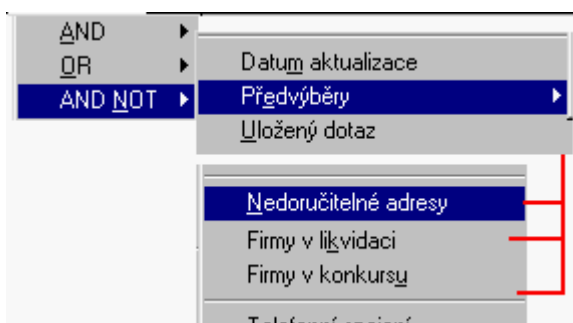 AND
OR
AND NOT
Datum aktualizace
Předvýběry
Uložený dotaz
Nedoručitelné adresy
Firmy v likvidaci
Firmy v konkursu